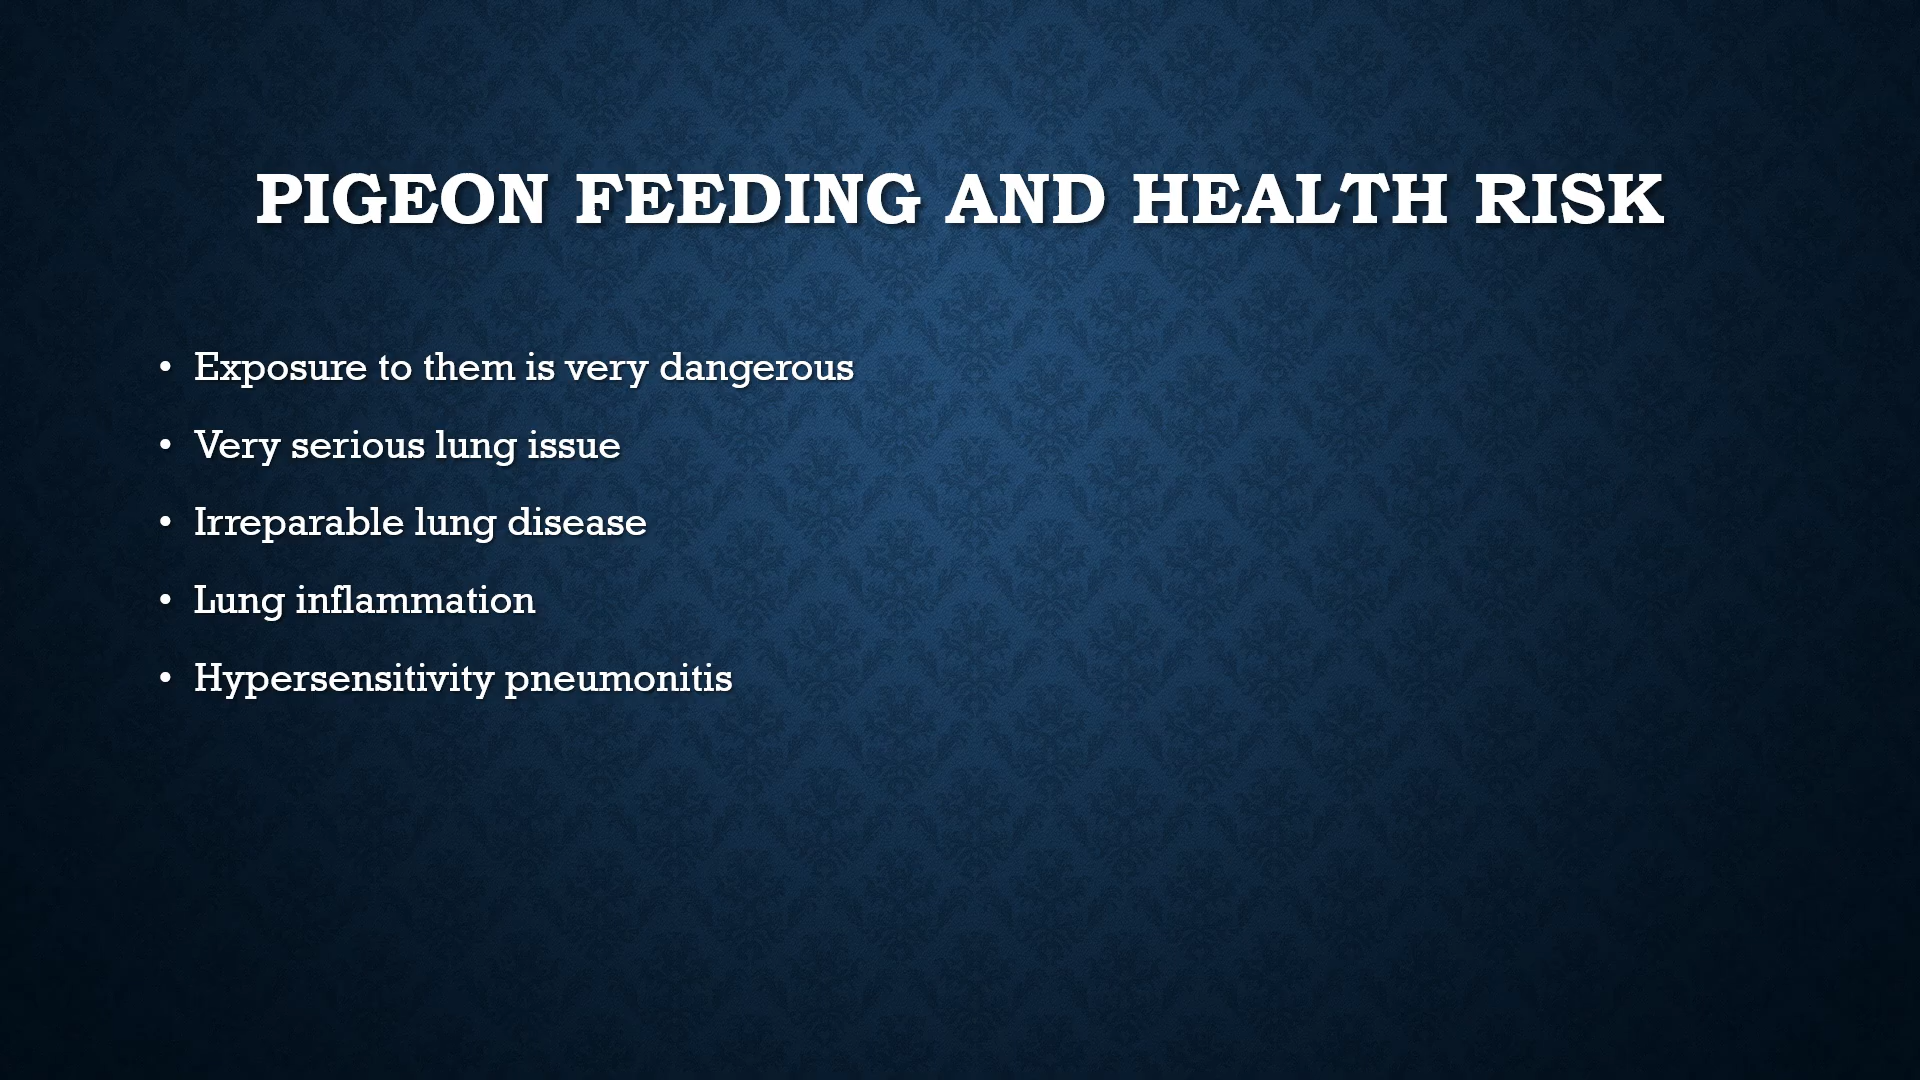 PIGEON FEEDING AND HEALTH RISK
• Exposure to them is very dangerous
• Very serious lung issue
• Irreparable lung disease
• Lung inflammation
• Hypersensitivity pneumonitis